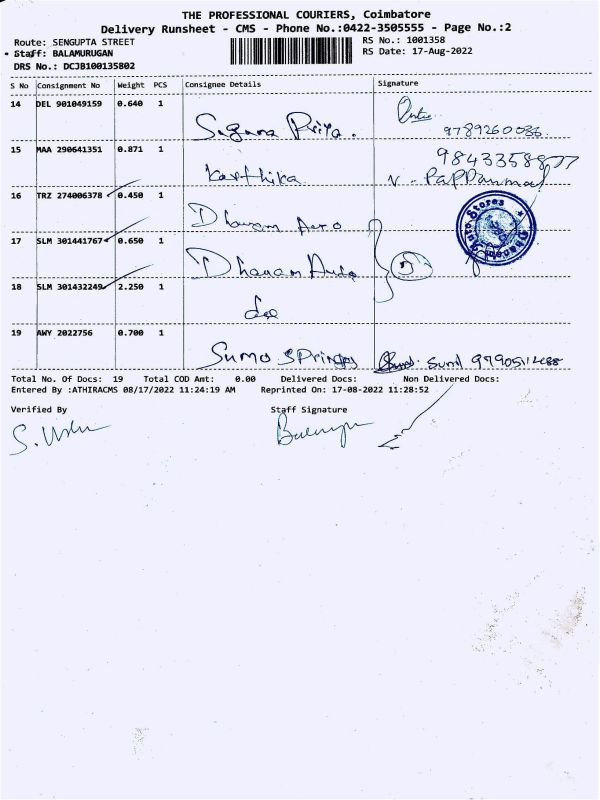 THE PROFESSIONAL COURIERS, Coimbatore
Delivery Runsheet - CMS - Phone No.:0422-3505555 - Page No.:2
Route: SENGUPTA STREET
Staff: BALAMURUGAN
DRS No.: DCJB100135802
RS No.: 1001358
RS Date: 17-Aug-2022
S No Consignment No Weight PCS Consignee Details Signature
14 DEL 901049159 0.640 1
Suguna Priya.
9789260036
15 MAA 290641351 0.871 1
Karthika
9843358877
V. Pappammal
16 TRZ 274006378 0.450 1
Dhanam Auto
17 SLM 301441767 0.650 1
Dhanam Auto
18 SLM 301432249 2.250 1
do
19 AWY 2022756 0.700 1
Sumo Springs
Sunil
Total No. Of Docs: 19 Total COD Amt: 0.00 Delivered Docs: Non Delivered Docs:
Entered By :ATHIRACMS 08/17/2022 11:24:19 AM Reprinted On: 17-08-2022 11:28:52
Verified By Staff Signature
S. Ushu